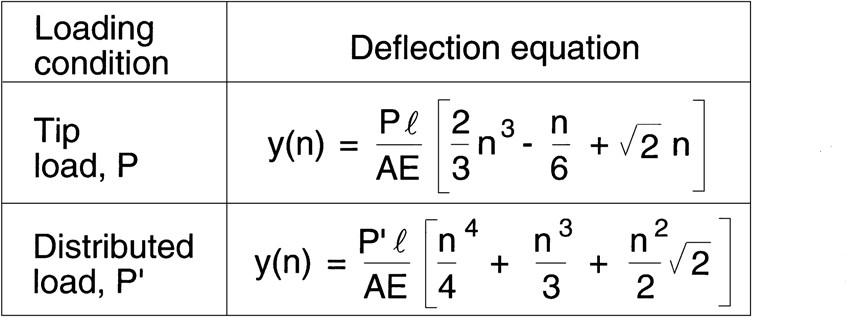 Loading condition	Deflection equation
Tip load, P	y(n) = Pℓ/AE [2/3 n³ - n/6 + √2 n]
Distributed load, P'	y(n) = P'ℓ/AE [n⁴/4 + n³/3 + n²/2 √2]